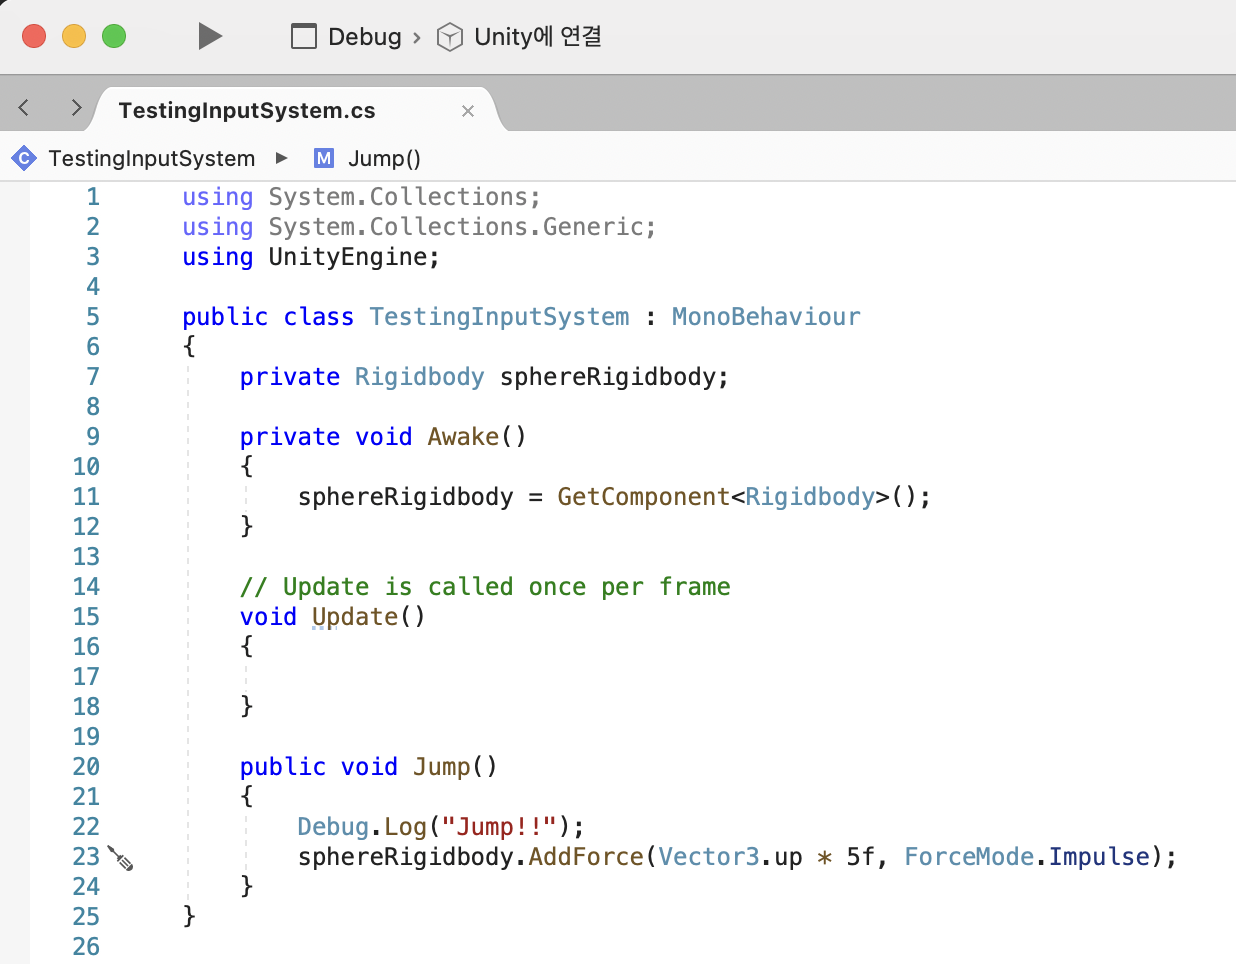 Debug › Unity에 연결
TestingInputSystem.cs ×
C TestingInputSystem ▸ M Jump()
1 using System.Collections;
2 using System.Collections.Generic;
3 using UnityEngine;
4
5 public class TestingInputSystem : MonoBehaviour
6 {
7     private Rigidbody sphereRigidbody;
8
9     private void Awake()
10     {
11         sphereRigidbody = GetComponent<Rigidbody>();
12     }
13
14     // Update is called once per frame
15     void Update()
16     {
17
18     }
19
20     public void Jump()
21     {
22         Debug.Log("Jump!!");
23         sphereRigidbody.AddForce(Vector3.up * 5f, ForceMode.Impulse);
24     }
25 }
26